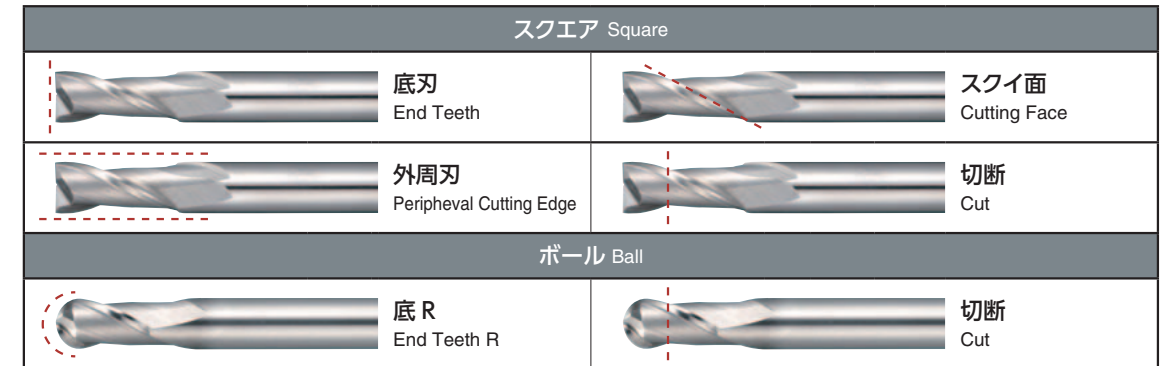 スクエア Square
底刃
End Teeth
スクイ面
Cutting Face
外周刃
Peripheval Cutting Edge
切断
Cut
ボール Ball
底 R
End Teeth R
切断
Cut